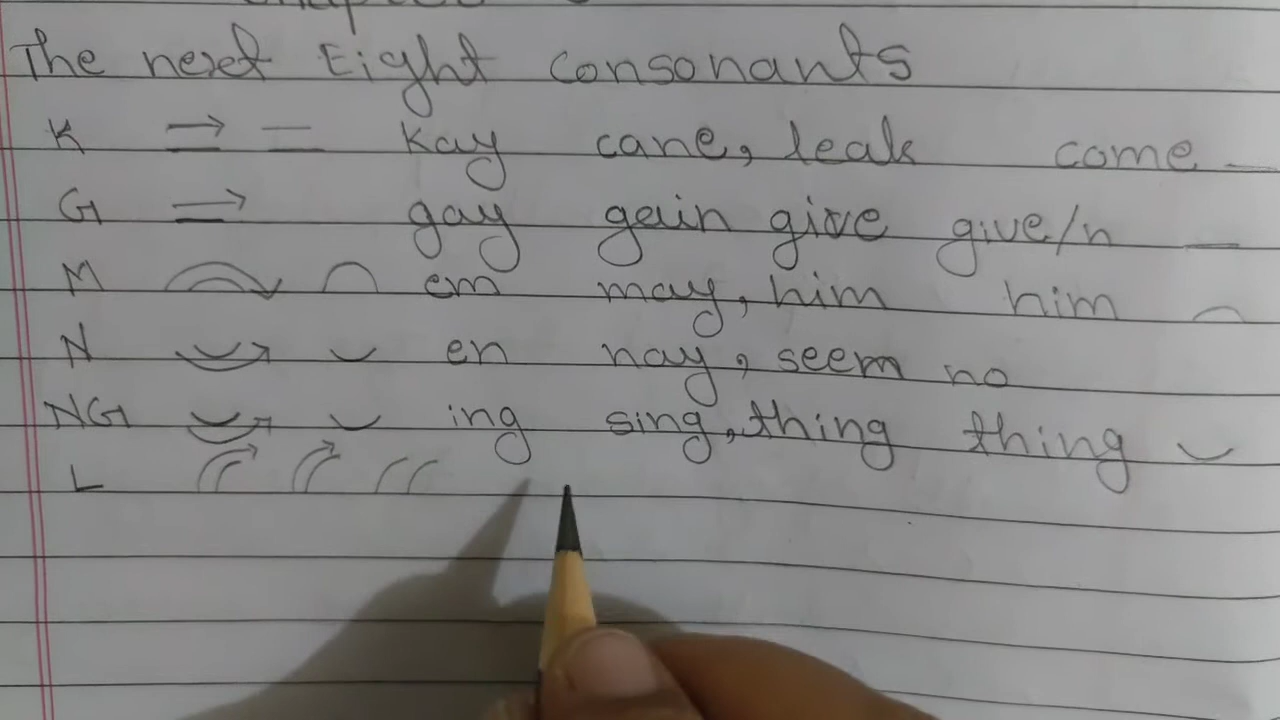 Chapter
The next Eight consonants
K kay cane, leak come
G gay gain give give/n
M em may, him him
N en nay, seem no
NG ing sing, thing thing
L